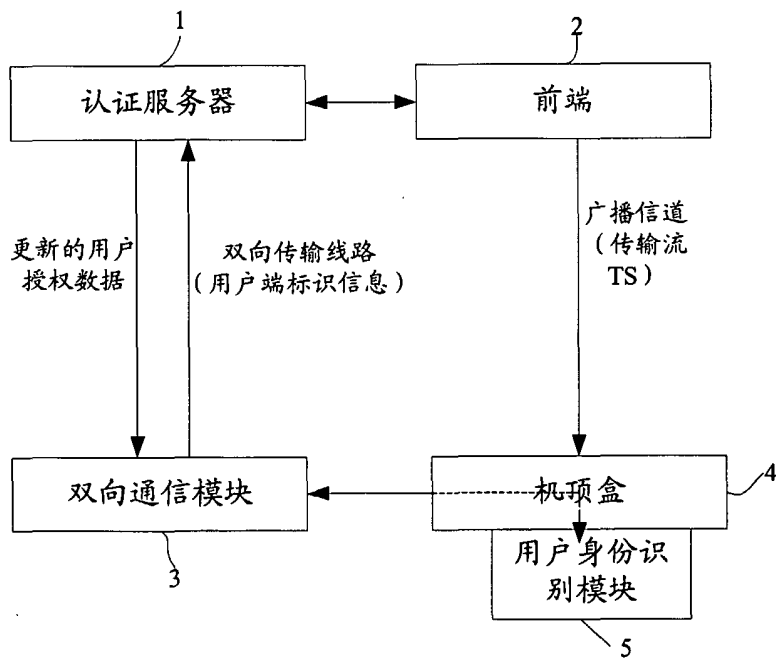 1
2
认证服务器
前端
更新的用户
授权数据
双向传输线路
（用户端标识信息）
广播信道
（传输流
TS）
双向通信模块
机顶盒
4
3
用户身份识
别模块
5